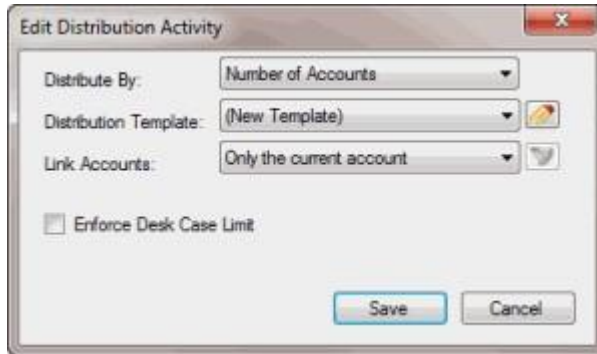 Edit Distribution Activity
Distribute By: Number of Accounts
Distribution Template: (New Template)
Link Accounts: Only the current account
Enforce Desk Case Limit
Save Cancel